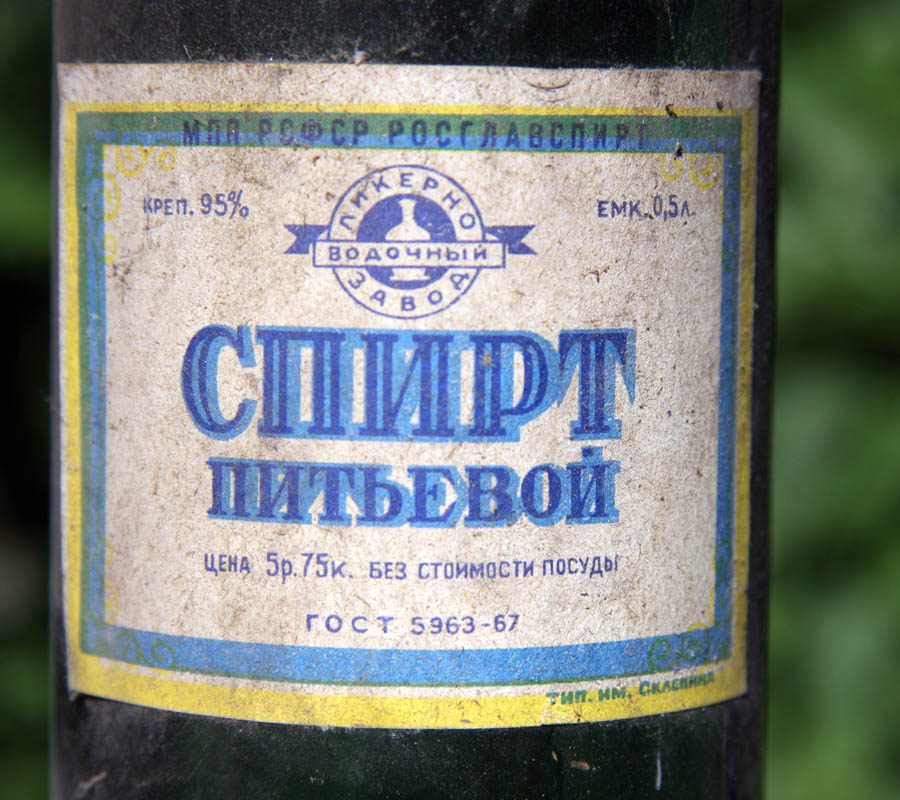 МПП РСФСР РОСГЛАВСПИРТ
КРЕП. 95%
ЕМК. 0,5л.
ЛИКЕРНО
ВОДОЧНЫЙ
ЗАВОД
СПИРТ
ПИТЬЕВОЙ
ЦЕНА 5р.75к. БЕЗ СТОИМОСТИ ПОСУДЫ
ГОСТ 5963-67
ТИП. ИМ. СКЛЕПИНА